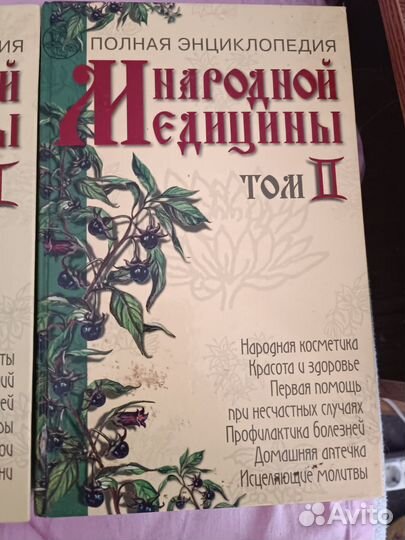 ПОЛНАЯ ЭНЦИКЛОПЕДИЯ
НАРОДНОЙ
МЕДИЦИНЫ
ТОМ II
Народная косметика
Красота и здоровье
Первая помощь
при несчастных случаях
Профилактика болезней
Домашняя аптечка
Исцеляющие молитвы
Avito